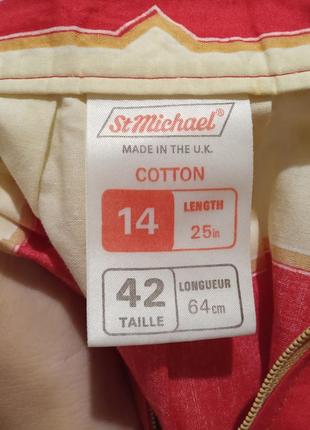 St Michael®
MADE IN THE U.K.
COTTON
14 LENGTH 25in
42 TAILLE LONGUEUR 64cm